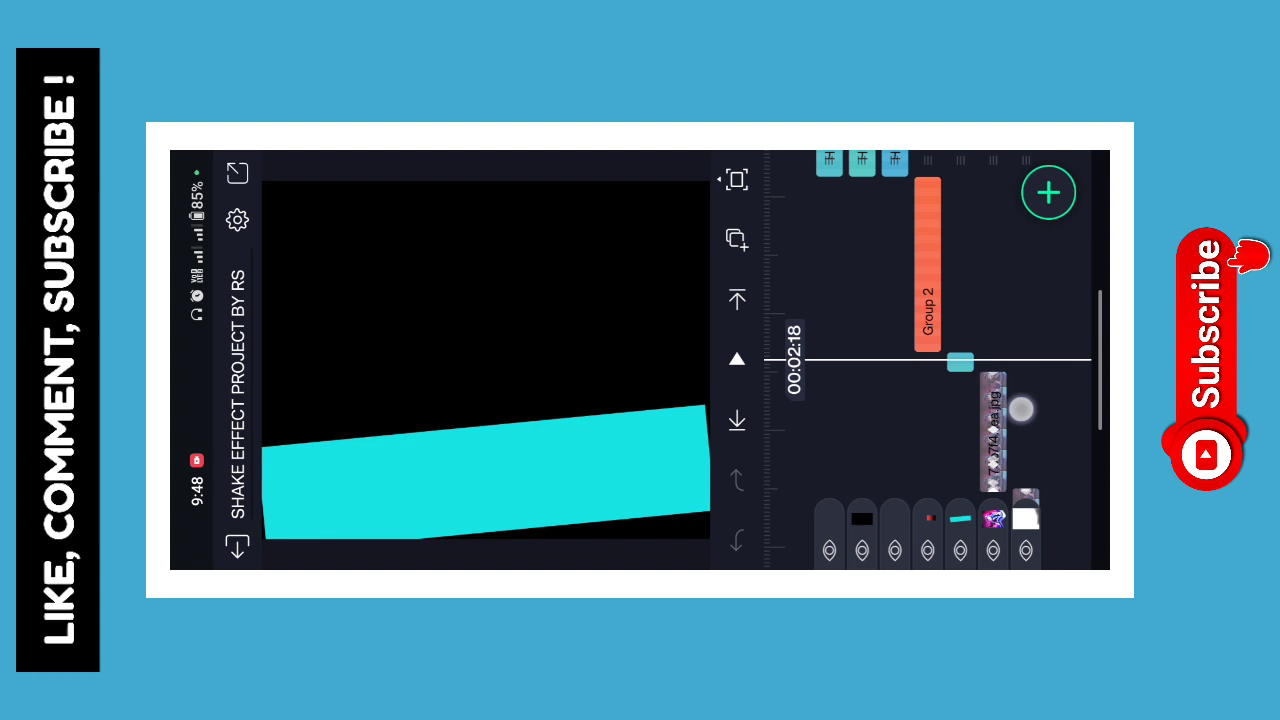 LIKE, COMMENT, SUBSCRIBE !
9:48
85%
SHAKE EFFECT PROJECT BY RS
00:02:18
Group 2
Subscribe